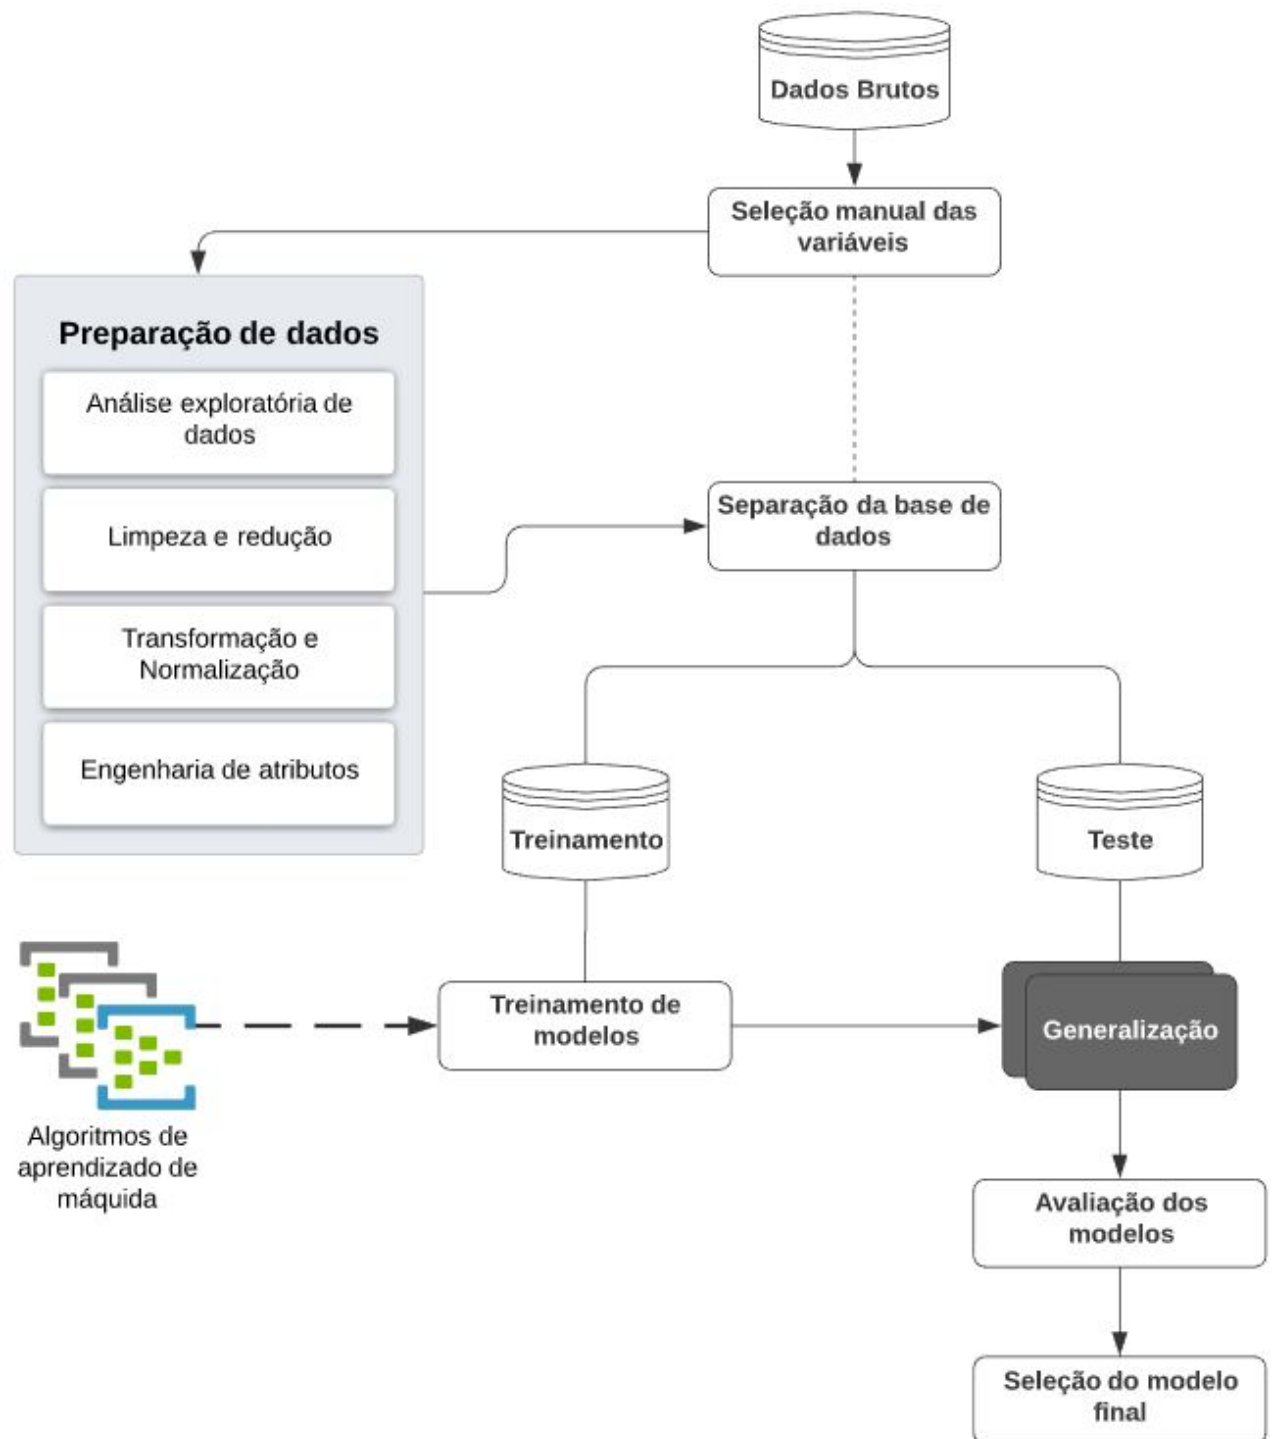 Dados Brutos
Seleção manual das
variáveis
Preparação de dados
Análise exploratória de
dados
Limpeza e redução
Transformação e
Normalização
Engenharia de atributos
Separação da base de
dados
Treinamento
Teste
Treinamento de
modelos
Generalização
Algoritmos de
aprendizado de
máquida
Avaliação dos
modelos
Seleção do modelo
final